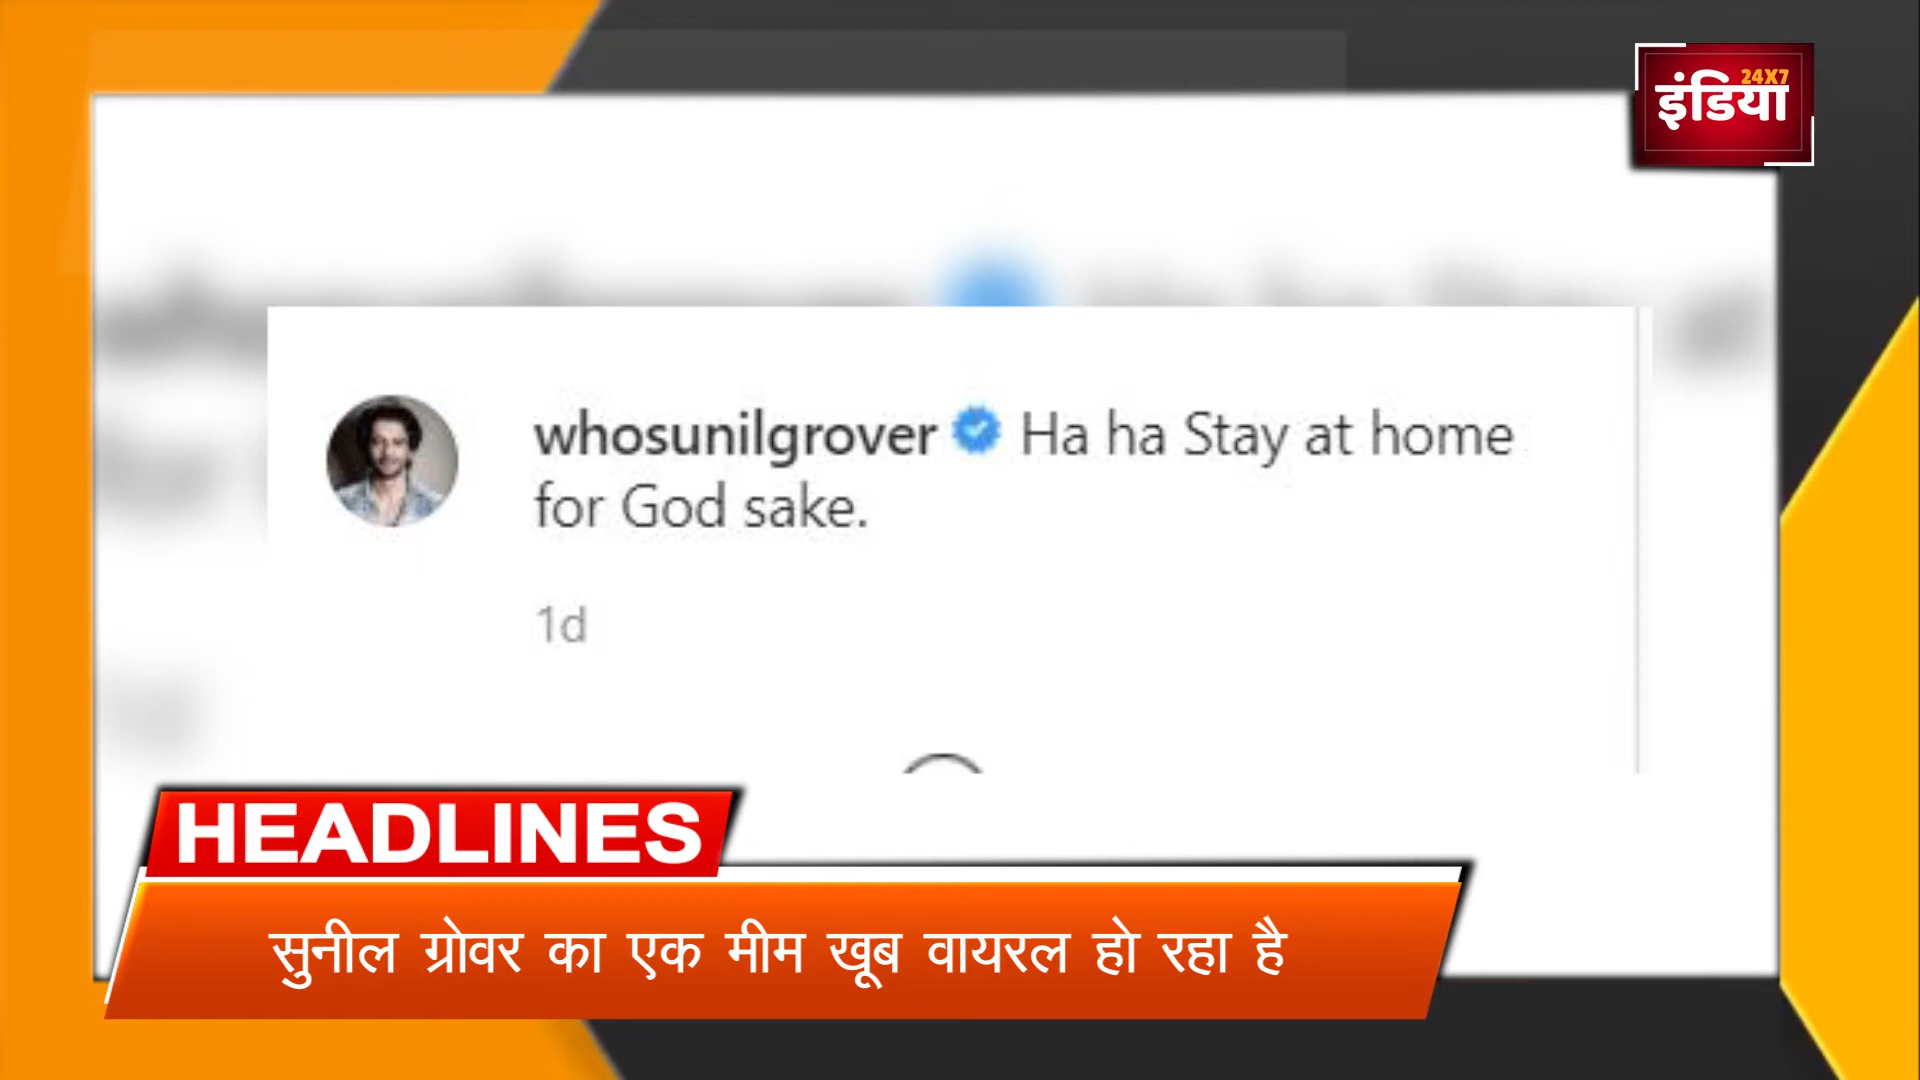 24X7
इंडिया
whosunilgrover Ha ha Stay at home
for God sake.
1d
HEADLINES
सुनील ग्रोवर का एक मीम खूब वायरल हो रहा है